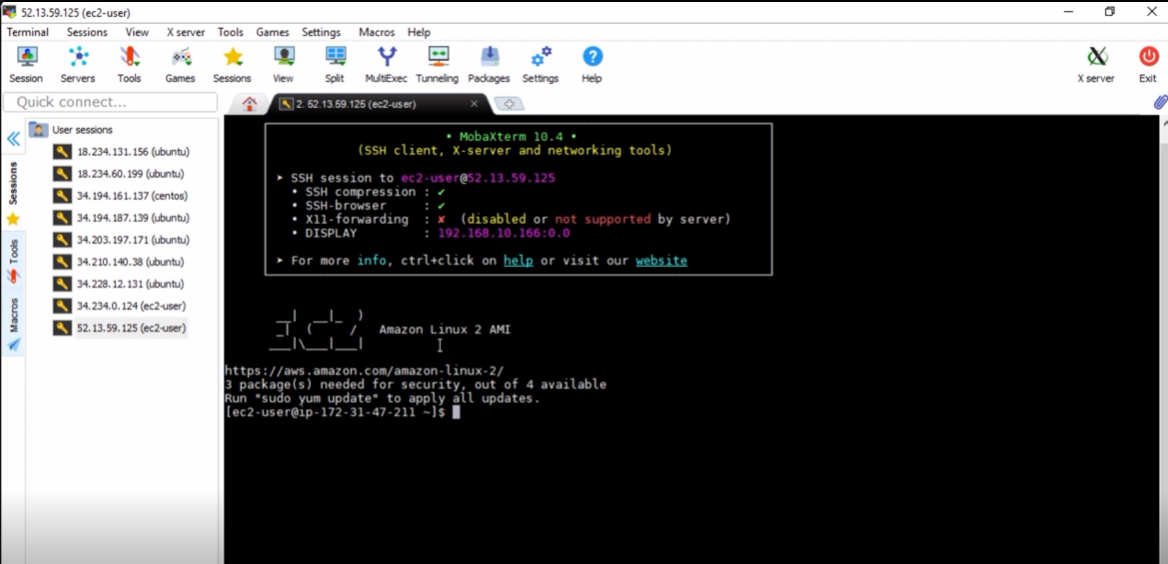 52.13.59.125 (ec2-user)
Terminal Sessions View X server Tools Games Settings Macros Help
Session Servers Tools Games Sessions View Split MultiExec Tunneling Packages Settings Help X server Exit
Quick connect...
2. 52.13.59.125 (ec2-user)
Sessions
Tools
Macros
User sessions
18.234.131.156 (ubuntu)
18.234.60.199 (ubuntu)
34.194.161.137 (centos)
34.194.187.139 (ubuntu)
34.203.197.171 (ubuntu)
34.210.140.38 (ubuntu)
34.228.12.131 (ubuntu)
34.234.0.124 (ec2-user)
52.13.59.125 (ec2-user)
• MobaXterm 10.4 •
(SSH client, X-server and networking tools)
➤ SSH session to ec2-user@52.13.59.125
• SSH compression : ✔
• SSH-browser : ✔
• X11-forwarding : ✘ (disabled or not supported by server)
• DISPLAY : 192.168.10.166:0.0
➤ For more info, ctrl+click on help or visit our website
Amazon Linux 2 AMI
https://aws.amazon.com/amazon-linux-2/
3 package(s) needed for security, out of 4 available
Run "sudo yum update" to apply all updates.
[ec2-user@ip-172-31-47-211 ~]$